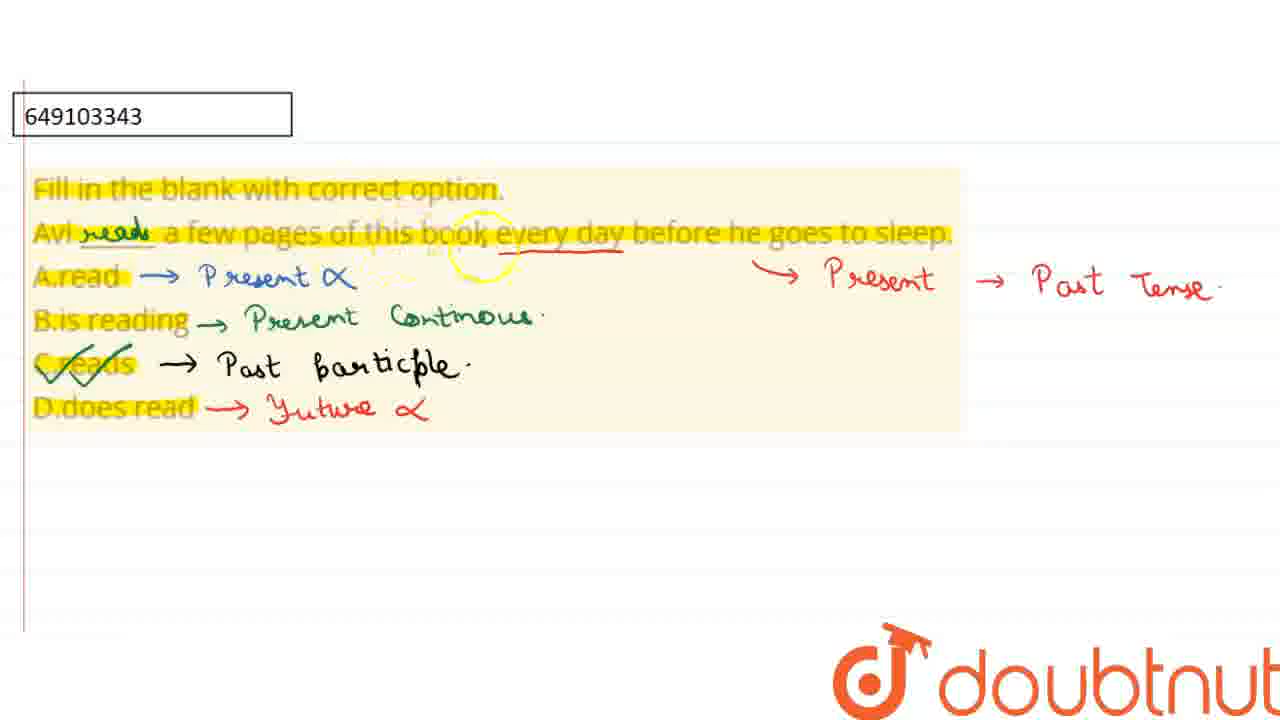 649103343
Fill in the blank with correct option.
Avi reads a few pages of this book every day before he goes to sleep.
A.read → Present ∝
→ Present → Past Tense.
B.is reading → Present Continous.
C.reads → Past participle.
D.does read → Future ∝
doubtnut